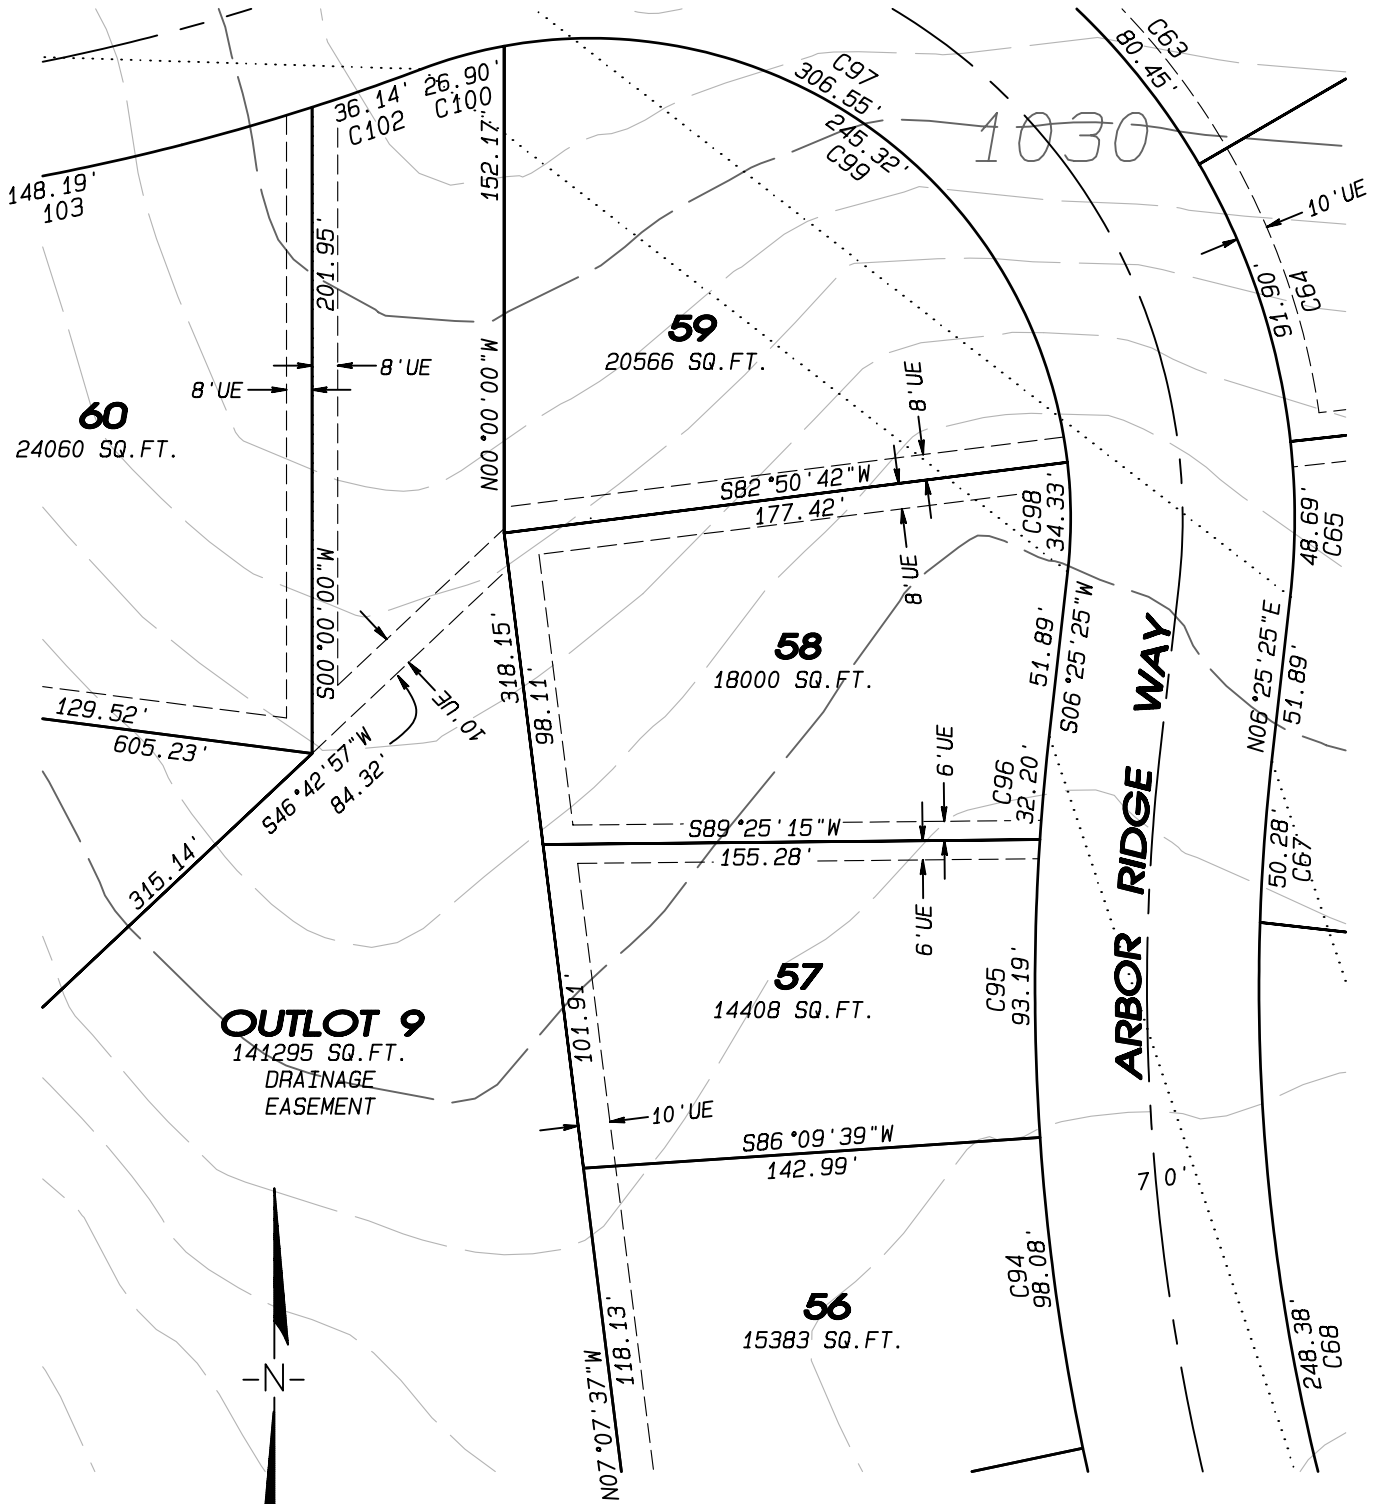 C63
80.45'
C97
306.55'
36.14'
C102
26.90'
C100
245.32'
C99
1030
148.19'
103
152.17'
10'UE
201.95'
91.90'
C64
59
20566 SQ.FT.
8'UE
8'UE
8'UE
60
24060 SQ.FT.
N00°00'00"W
S82°50'42"W
177.42'
C98
34.33'
48.69'
C65
S00°00'00"W
8'UE
318.15'
98.11'
58
18000 SQ.FT.
51.89'
S06°25'25"W
N06°25'25"E
51.89'
129.52'
605.23'
10'UE
S46°42'57"W
84.32'
6'UE
C96
32.20'
S89°25'15"W
155.28'
315.14'
50.28'
C67
6'UE
ARBOR RIDGE WAY
57
14408 SQ.FT.
C95
93.19'
101.91'
OUTLOT 9
141295 SQ.FT.
DRAINAGE
EASEMENT
10'UE
S86°09'39"W
142.99'
70'
C94
98.08'
56
15383 SQ.FT.
118.13'
N07°07'37"W
248.38'
C68
-N-